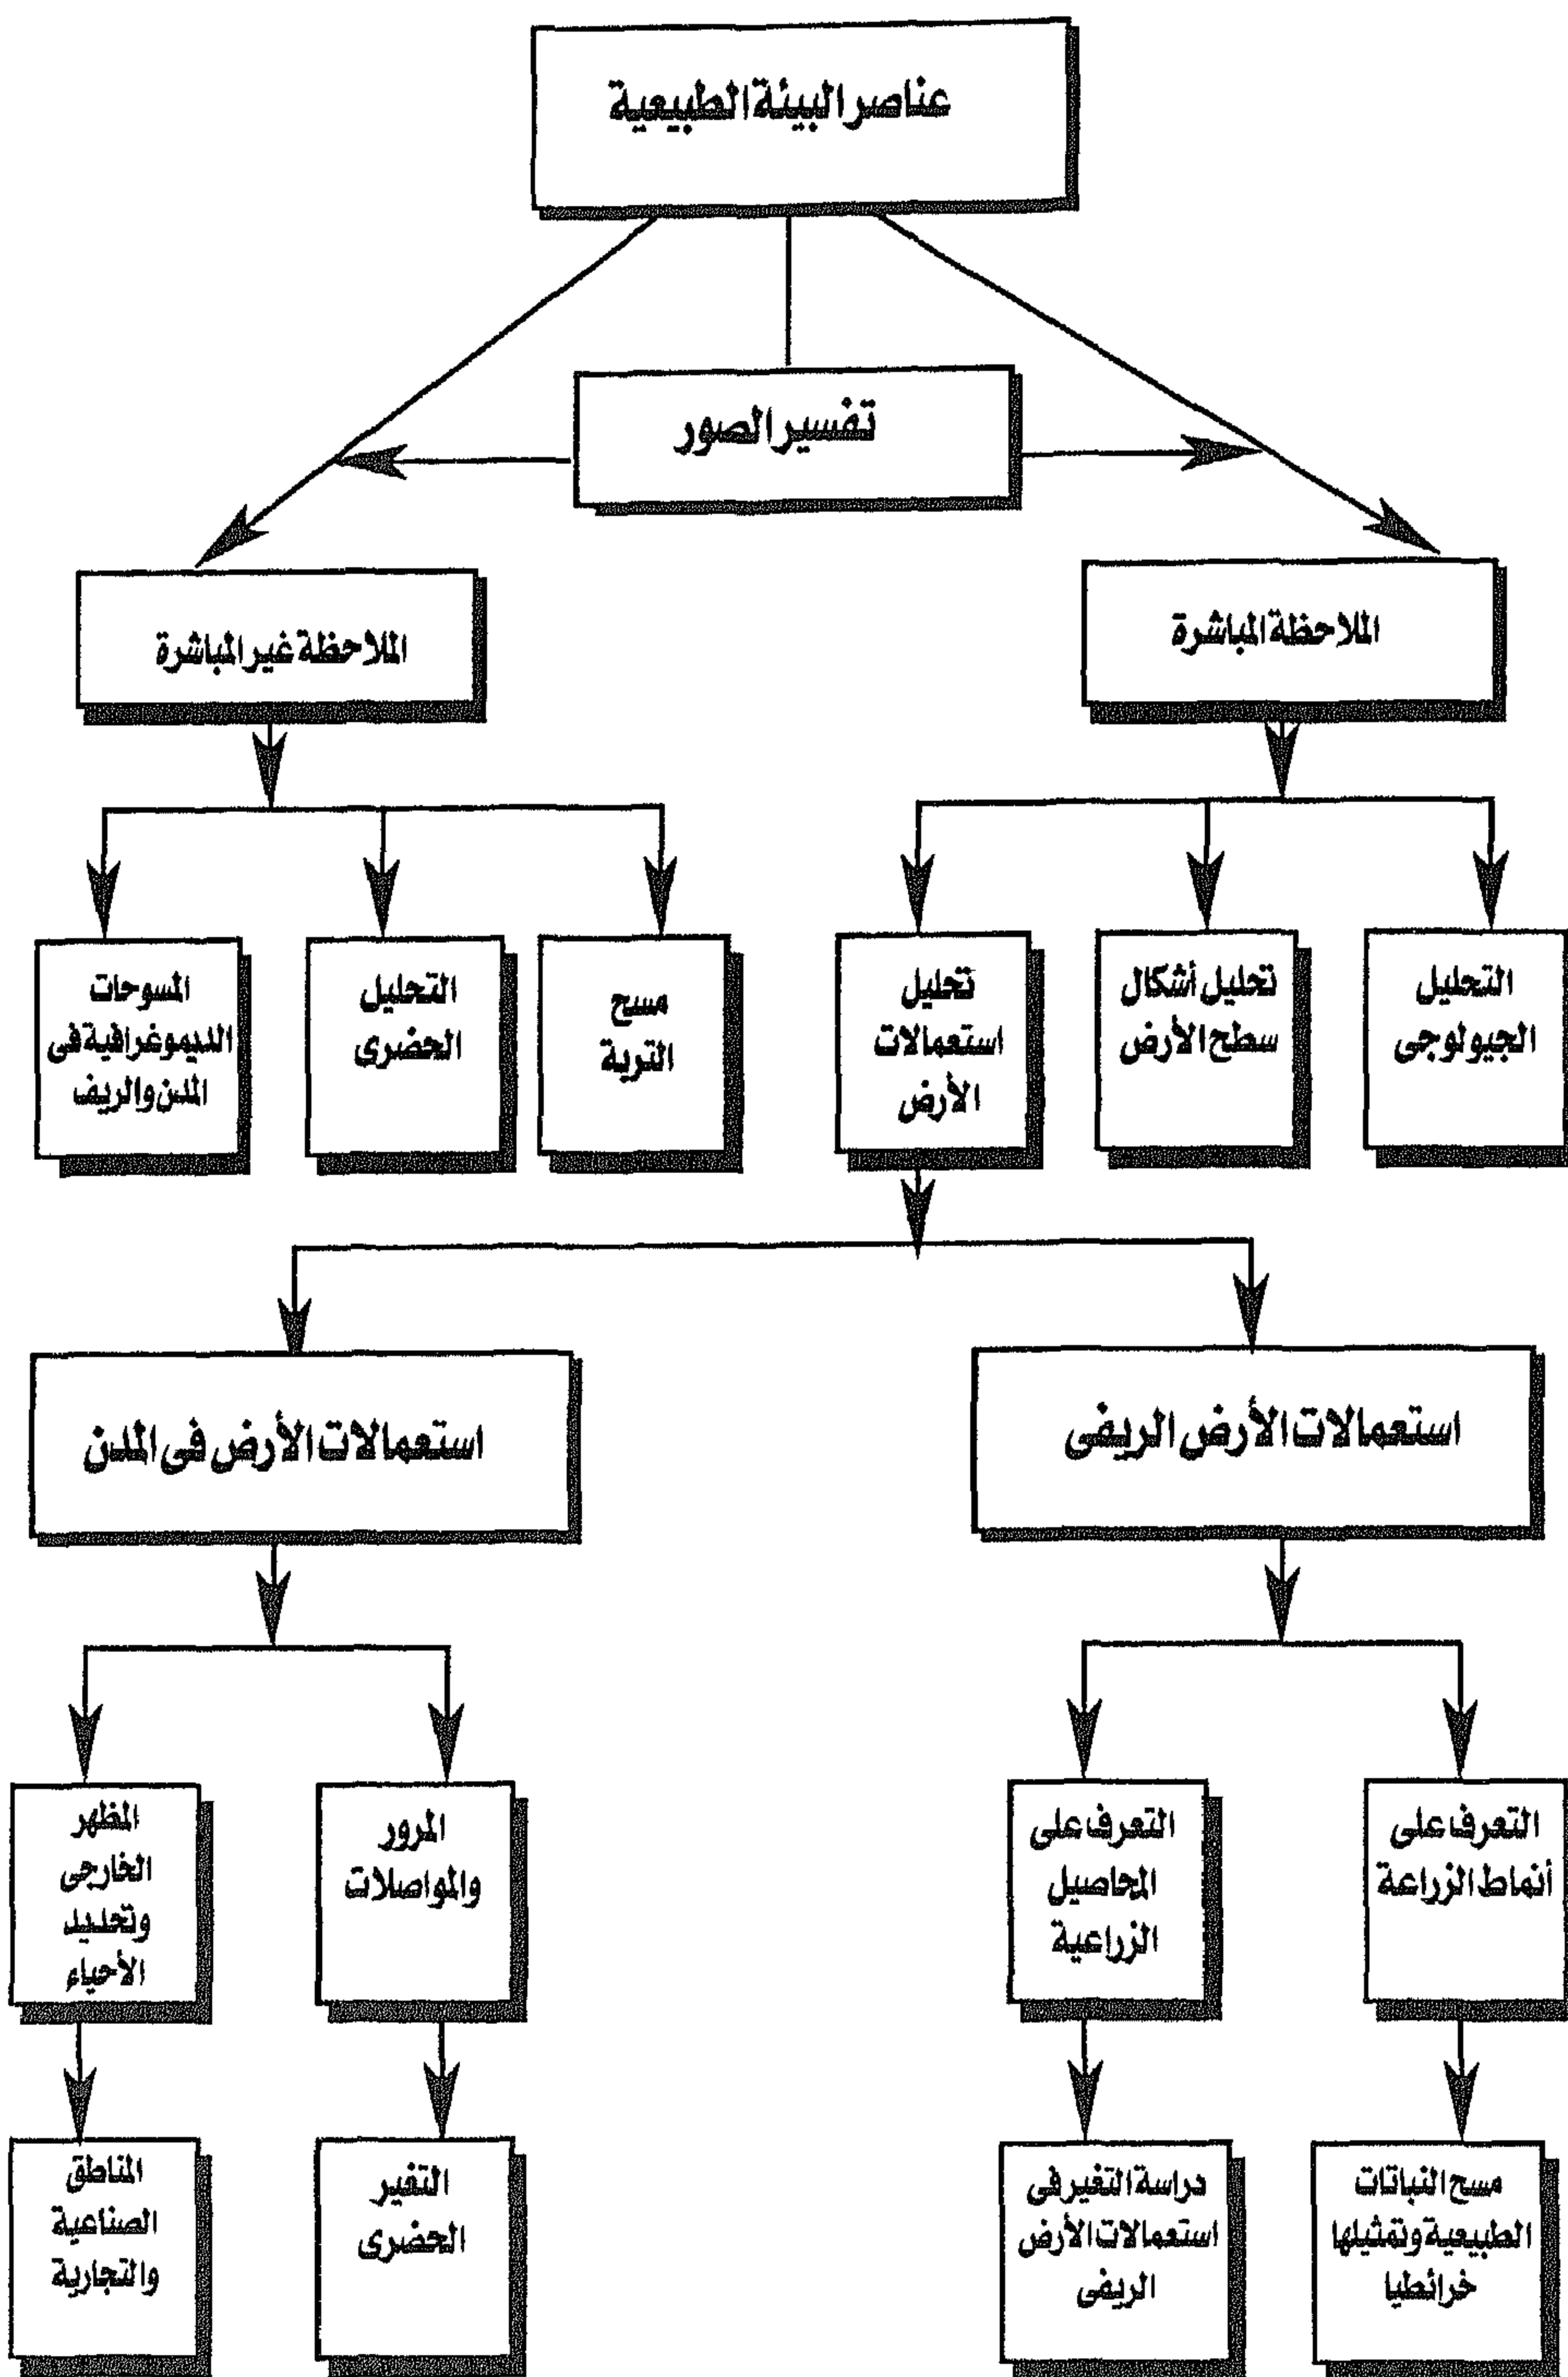 عناصر البيئة الطبيعية
تفسير الصور
الملاحظة المباشرة
الملاحظة غير المباشرة
التحليل
الجيولوجى
تحليل أشكال
سطح الأرض
تحليل
استعمالات
الأرض
مسح
التربة
التحليل
الحضرى
المسوحات
الديموغرافية فى
المدن والريف
استعمالات الأرض الريفى
استعمالات الأرض فى المدن
التعرف على
أنماط الزراعة
التعرف على
المحاصيل
الزراعية
المرور
والمواصلات
المظهر
الخارجى
وتحديد
الأحياء
مسح النباتات
الطبيعية وتمثيلها
خرائطيا
دراسة التغير فى
استعمالات الأرض
الريفى
التغير
الحضرى
المناطق
الصناعية
والتجارية